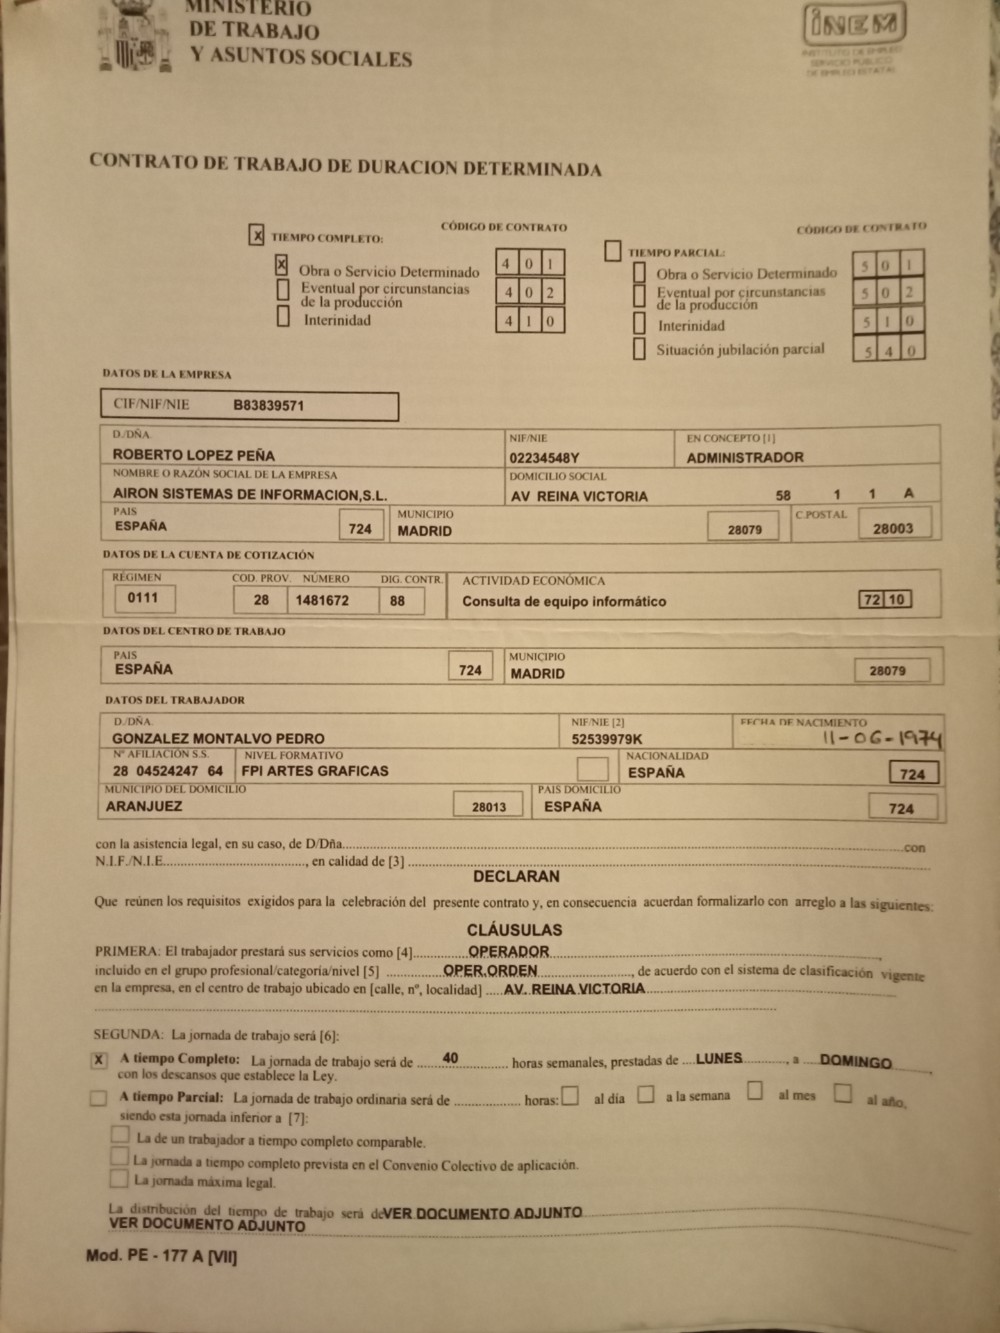 MINISTERIO
DE TRABAJO
Y ASUNTOS SOCIALES
INEM
INSTITUTO DE EMPLEO
SERVICIO PÚBLICO
DE EMPLEO ESTATAL
CONTRATO DE TRABAJO DE DURACION DETERMINADA
CÓDIGO DE CONTRATO
X TIEMPO COMPLETO:
X Obra o Servicio Determinado 4 0 1
Eventual por circunstancias
de la producción 4 0 2
Interinidad 4 1 0
CÓDIGO DE CONTRATO
TIEMPO PARCIAL:
Obra o Servicio Determinado 5 0 1
Eventual por circunstancias
de la producción 5 0 2
Interinidad 5 1 0
Situación jubilación parcial 5 4 0
DATOS DE LA EMPRESA
CIF/NIF/NIE B83839571
D./DÑA. NIF/NIE EN CONCEPTO [1]
ROBERTO LOPEZ PEÑA 02234548Y ADMINISTRADOR
NOMBRE O RAZÓN SOCIAL DE LA EMPRESA DOMICILIO SOCIAL
AIRON SISTEMAS DE INFORMACION,S.L. AV REINA VICTORIA 58 1 1 A
PAIS MUNICIPIO C.POSTAL
ESPAÑA 724 MADRID 28079 28003
DATOS DE LA CUENTA DE COTIZACIÓN
RÉGIMEN COD. PROV. NÚMERO DIG. CONTR. ACTIVIDAD ECONÓMICA
0111 28 1481672 88 Consulta de equipo informático 72 10
DATOS DEL CENTRO DE TRABAJO
PAIS MUNICIPIO
ESPAÑA 724 MADRID 28079
DATOS DEL TRABAJADOR
D./DÑA. NIF/NIE [2] FECHA DE NACIMIENTO
GONZALEZ MONTALVO PEDRO 52539979K 11-06-1974
Nº AFILIACIÓN S.S. NIVEL FORMATIVO NACIONALIDAD
28 04524247 64 FPI ARTES GRAFICAS ESPAÑA 724
MUNICIPIO DEL DOMICILIO PAIS DOMICILIO
ARANJUEZ 28013 ESPAÑA 724
con la asistencia legal, en su caso, de D/Dña.......con
N.I.F./N.I.E......., en calidad de [3] .......
DECLARAN
Que reúnen los requisitos exigidos para la celebración del presente contrato y, en consecuencia acuerdan formalizarlo con arreglo a las siguientes:
CLÁUSULAS
PRIMERA: El trabajador prestará sus servicios como [4].......OPERADOR.......,
incluido en el grupo profesional/categoría/nivel [5] .......OPER.ORDEN......., de acuerdo con el sistema de clasificación vigente
en la empresa, en el centro de trabajo ubicado en [calle, nº, localidad] .....AV. REINA VICTORIA.......
SEGUNDA: La jornada de trabajo será [6]:
X A tiempo Completo: La jornada de trabajo será de .......40....... horas semanales, prestadas de ....LUNES......., a ....DOMINGO.......,
con los descansos que establece la Ley.
A tiempo Parcial: La jornada de trabajo ordinaria será de ....... horas: al día a la semana al mes al año,
siendo esta jornada inferior a [7]:
La de un trabajador a tiempo completo comparable.
La jornada a tiempo completo prevista en el Convenio Colectivo de aplicación.
La jornada máxima legal.
La distribución del tiempo de trabajo será deVER DOCUMENTO ADJUNTO
VER DOCUMENTO ADJUNTO
Mod. PE - 177 A [VII]